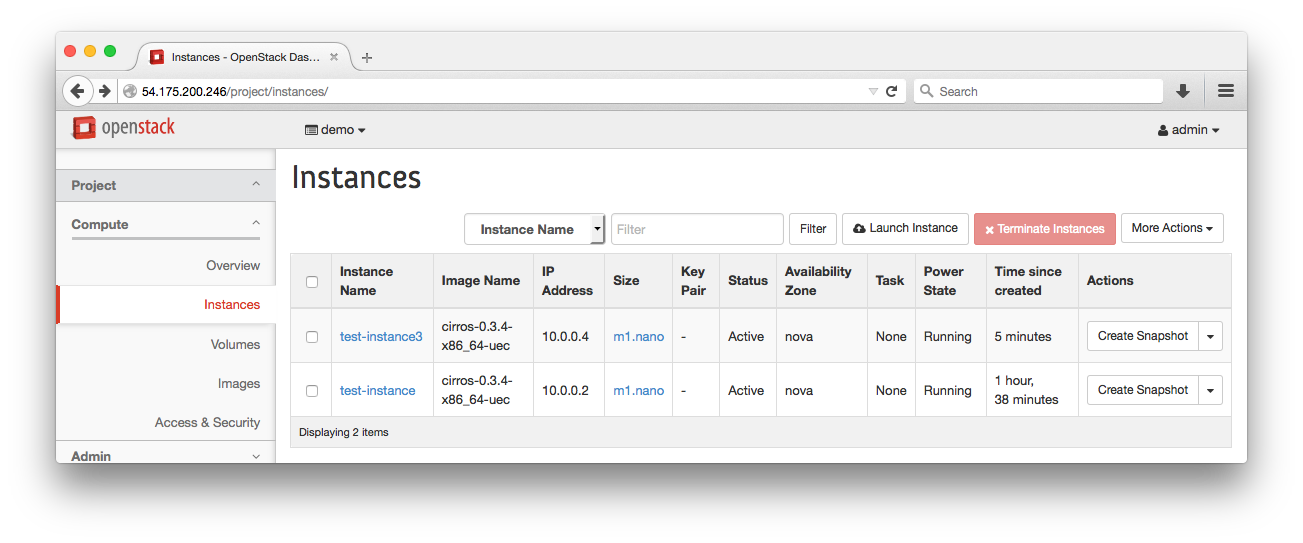 Instances - OpenStack Das...
54.175.200.246/project/instances/
Search
openstack
demo
admin
Project
Compute
Overview
Instances
Volumes
Images
Access & Security
Admin
Instances
Instance Name
Filter
Filter
Launch Instance
Terminate Instances
More Actions
Instance Name
Image Name
IP Address
Size
Key Pair
Status
Availability Zone
Task
Power State
Time since created
Actions
test-instance3
cirros-0.3.4-
x86_64-uec
10.0.0.4
m1.nano
-
Active
nova
None
Running
5 minutes
Create Snapshot
test-instance
cirros-0.3.4-
x86_64-uec
10.0.0.2
m1.nano
-
Active
nova
None
Running
1 hour,
38 minutes
Create Snapshot
Displaying 2 items